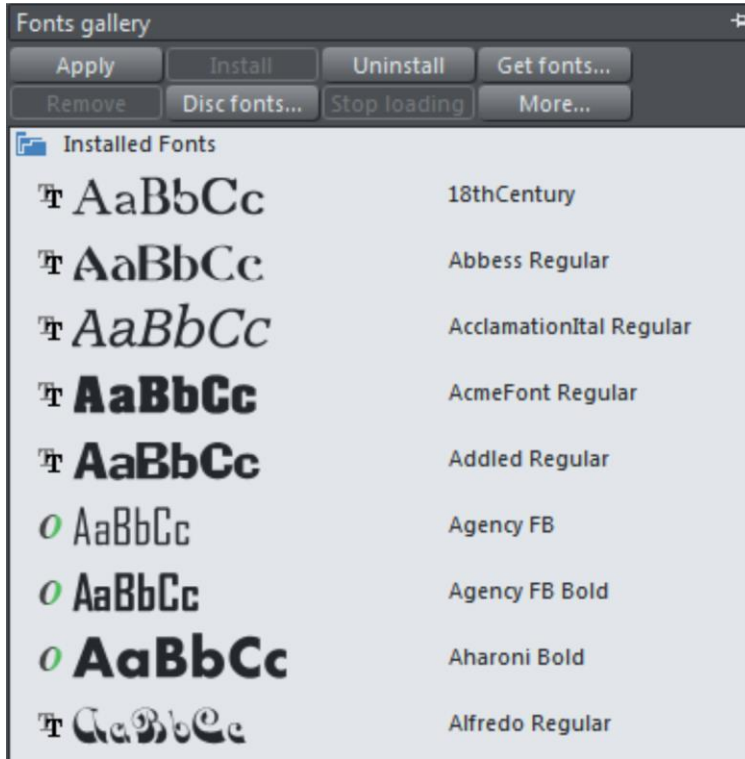 Fonts gallery
Apply Install Uninstall Get fonts...
Remove Disc fonts... Stop loading More...
Installed Fonts
AaBbCc 18thCentury
AaBbCc Abbess Regular
AaBbCc AcclamationItal Regular
AaBbCc AcmeFont Regular
AaBbCc Addled Regular
AaBbCc Agency FB
AaBbCc Agency FB Bold
AaBbCc Aharoni Bold
AaBbCc Alfredo Regular